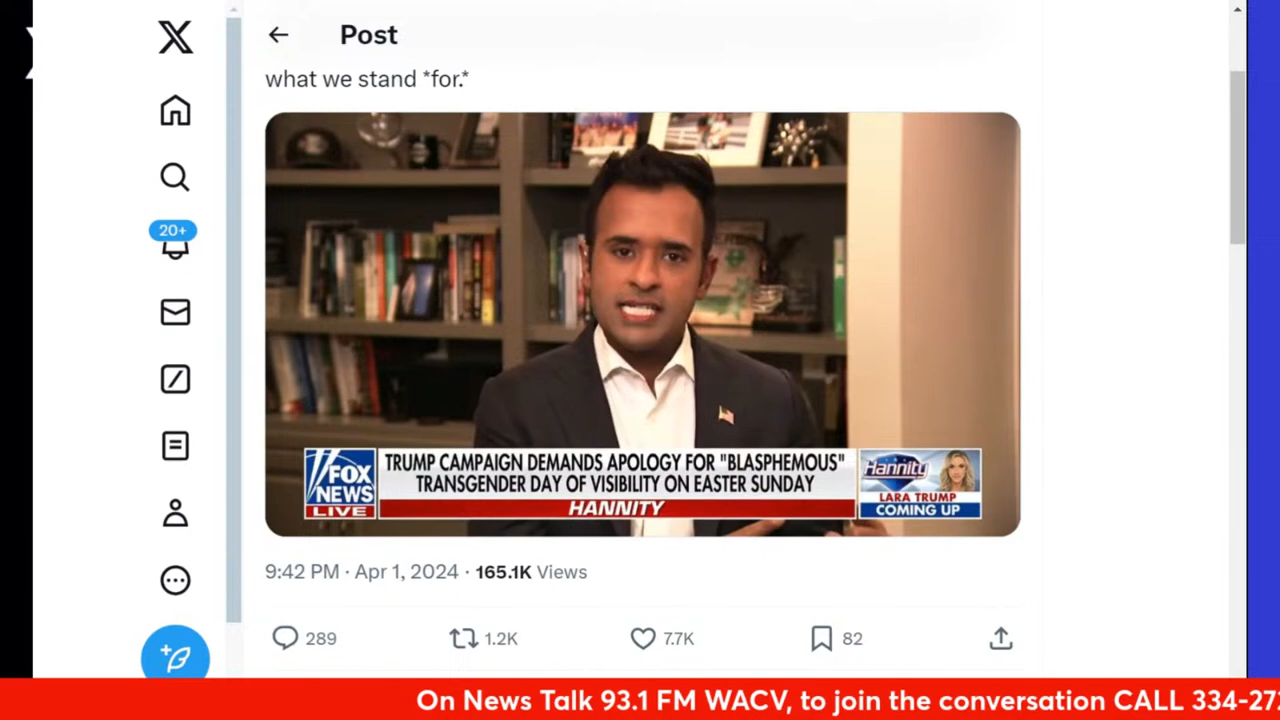 Post
what we stand *for.*
20+
FOX
NEWS
LIVE
TRUMP CAMPAIGN DEMANDS APOLOGY FOR "BLASPHEMOUS"
TRANSGENDER DAY OF VISIBILITY ON EASTER SUNDAY
HANNITY
Hannity
LARA TRUMP
COMING UP
9:42 PM · Apr 1, 2024 · 165.1K Views
289
1.2K
7.7K
82
On News Talk 93.1 FM WACV, to join the conversation CALL 334-27